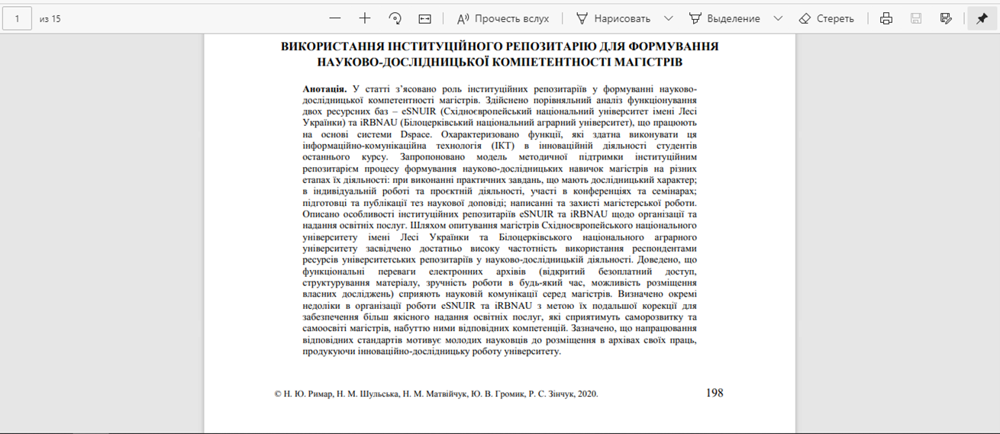 1 из 15 Прочесть вслух Нарисовать Выделение Стереть
ВИКОРИСТАННЯ ІНСТИТУЦІЙНОГО РЕПОЗИТАРІЮ ДЛЯ ФОРМУВАННЯ
НАУКОВО-ДОСЛІДНИЦЬКОЇ КОМПЕТЕНТНОСТІ МАГІСТРІВ
Анотація. У статті з’ясовано роль інституційних репозитаріїв у формуванні науково-
дослідницької компетентності магістрів. Здійснено порівняльний аналіз функціонування
двох ресурсних баз – eSNUIR (Східноєвропейський національний університет імені Лесі
Українки) та iRBNAU (Білоцерківський національний аграрний університет), що працюють
на основі системи Dspace. Охарактеризовано функції, які здатна виконувати ця
інформаційно-комунікаційна технологія (ІКТ) в інноваційній діяльності студентів
останнього курсу. Запропоновано модель методичної підтримки інституційним
репозитарієм процесу формування науково-дослідницьких навичок магістрів на різних
етапах їх діяльності: при виконанні практичних завдань, що мають дослідницький характер;
в індивідуальній роботі та проєктній діяльності, участі в конференціях та семінарах;
підготовці та публікації тез наукової доповіді; написанні та захисті магістерської роботи.
Описано особливості інституційних репозитаріїв eSNUIR та iRBNAU щодо організації та
надання освітніх послуг. Шляхом опитування магістрів Східноєвропейського національного
університету імені Лесі Українки та Білоцерківського національного аграрного
університету засвідчено достатньо високу частотність використання респондентами
ресурсів університетських репозитаріїв у науково-дослідницькій діяльності. Доведено, що
функціональні переваги електронних архівів (відкритий безоплатний доступ,
структурування матеріалу, зручність роботи в будь-який час, можливість розміщення
власних досліджень) сприяють науковій комунікації серед магістрів. Визначено окремі
недоліки в організації роботи eSNUIR та iRBNAU з метою їх подальшої корекції для
забезпечення більш якісного надання освітніх послуг, які сприятимуть саморозвитку та
самоосвіті магістрів, набуттю ними відповідних компетенцій. Зазначено, що напрацювання
відповідних стандартів мотивує молодих науковців до розміщення в архівах своїх праць,
продукуючи інноваційно-дослідницьку роботу університету.
© Н. Ю. Римар, Н. М. Шульська, Н. М. Матвійчук, Ю. В. Громик, Р. С. Зінчук, 2020. 198